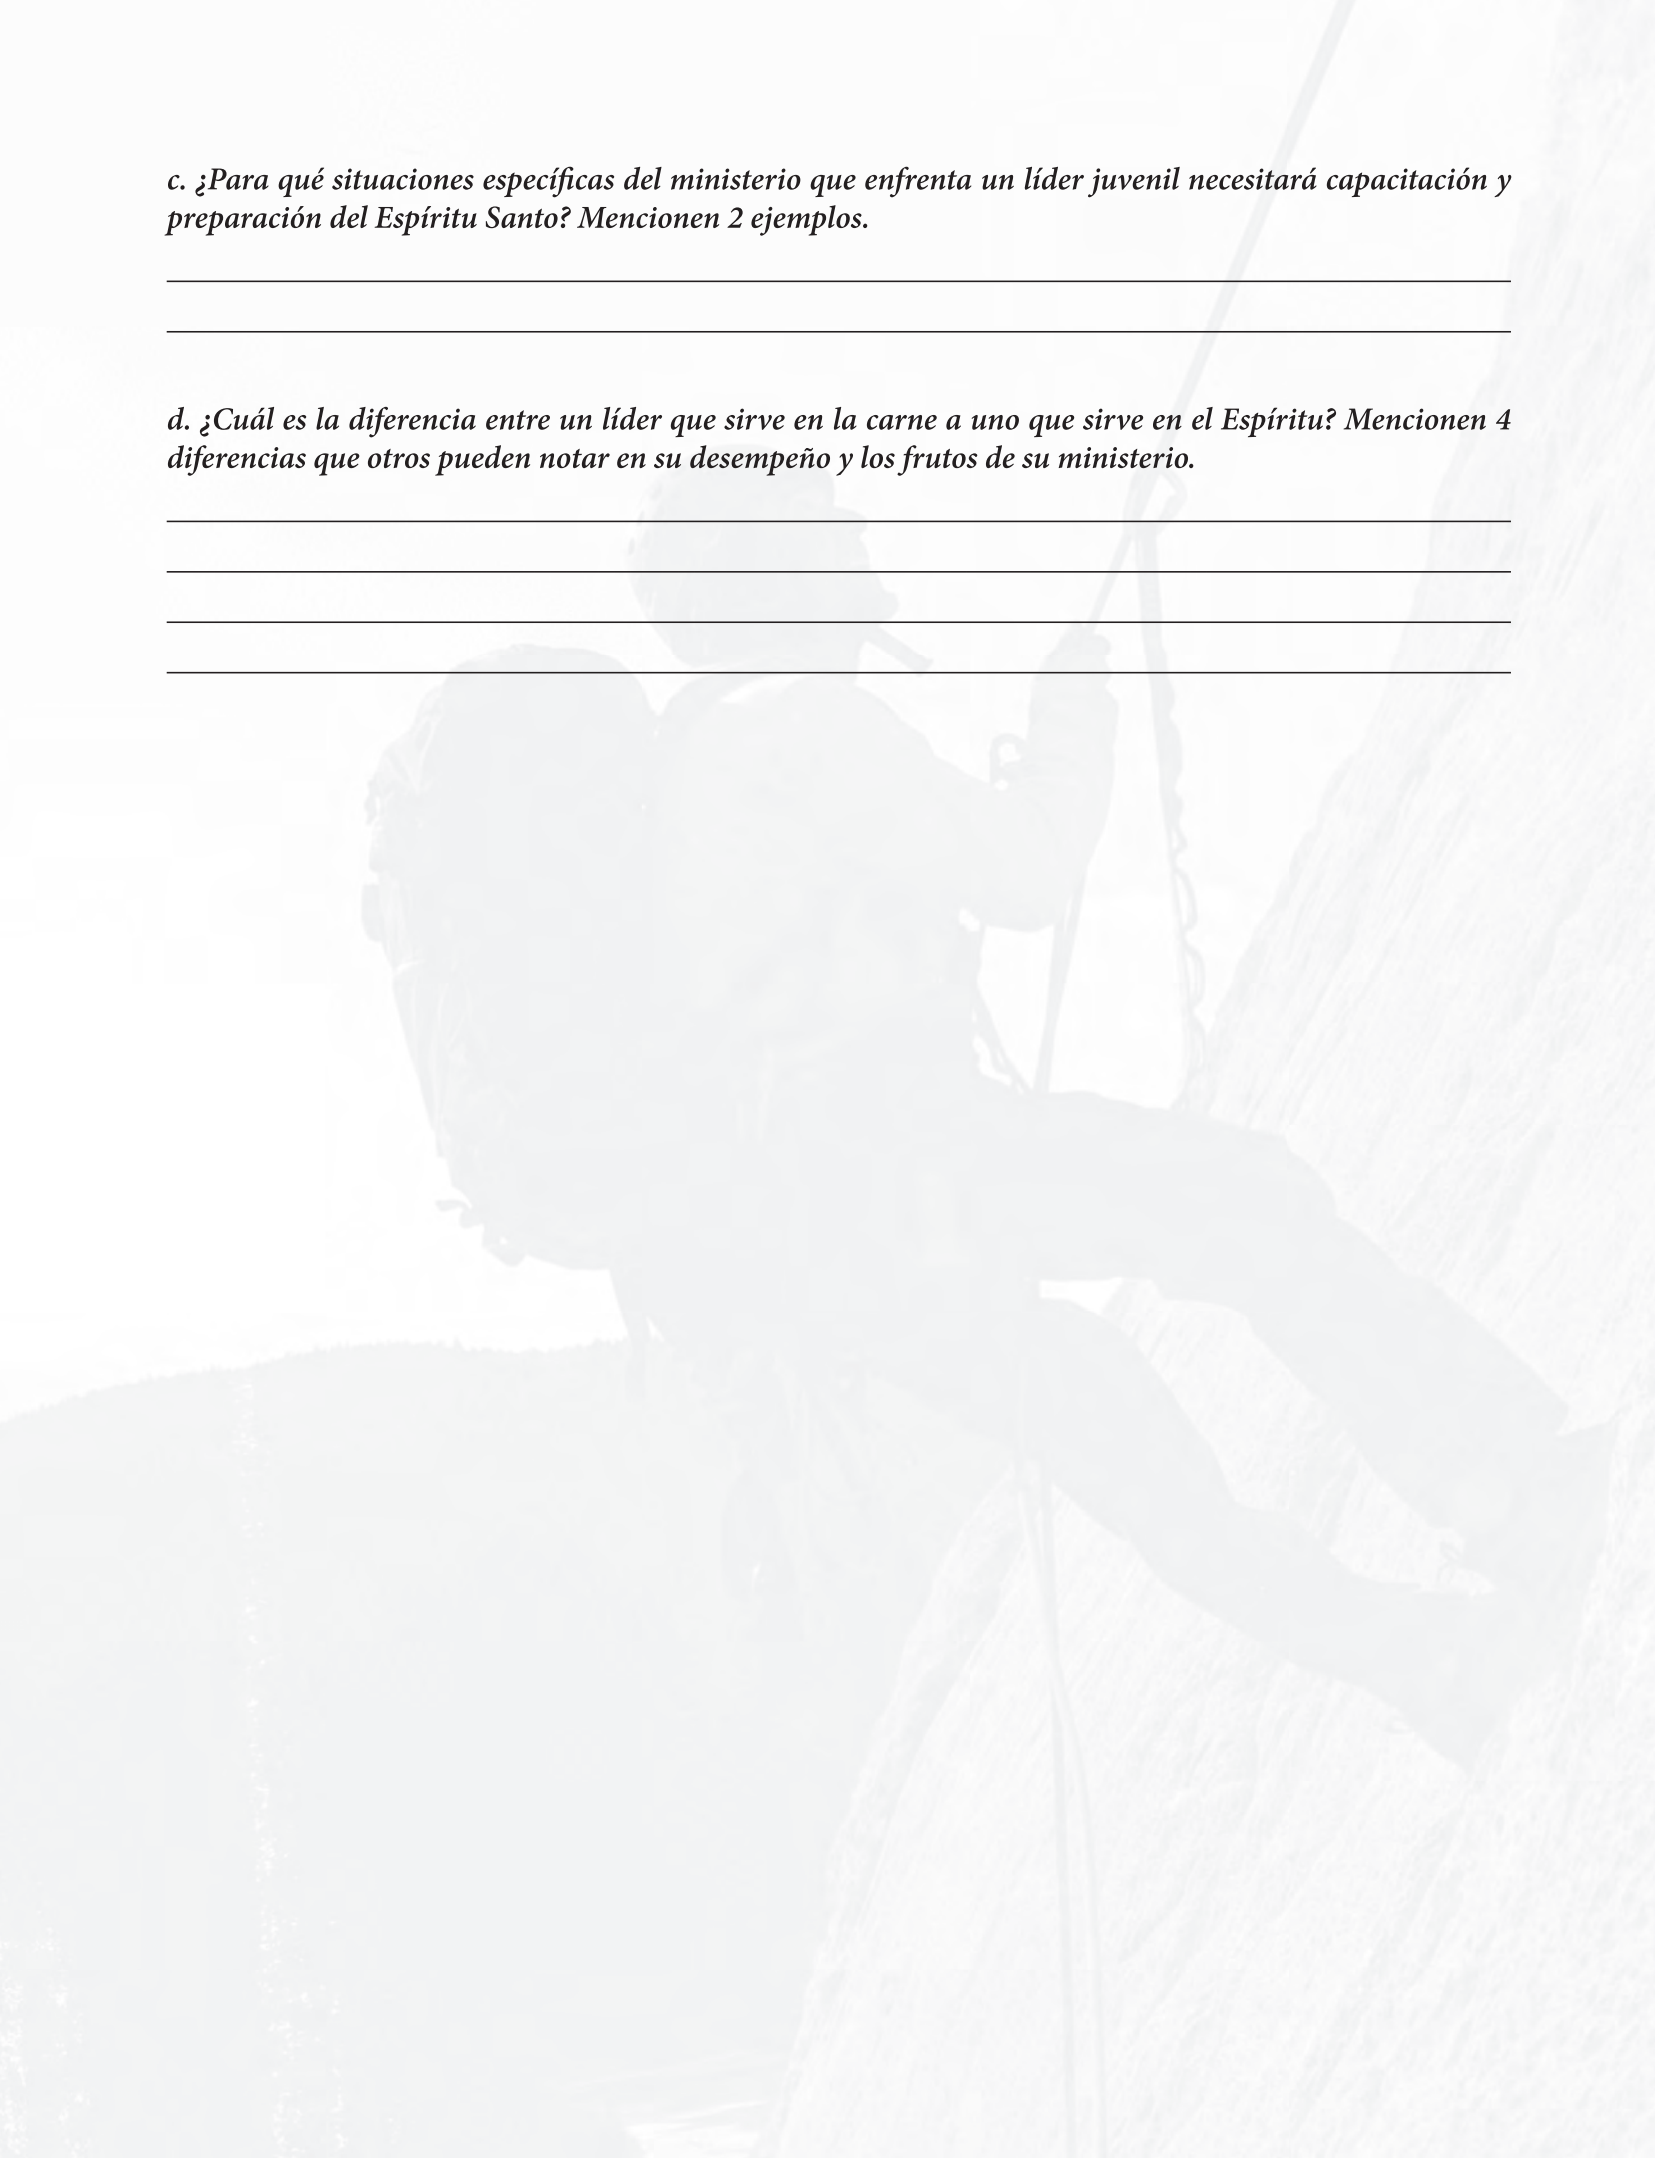 c. ¿Para qué situaciones específicas del ministerio que enfrenta un líder juvenil necesitará capacitación y
preparación del Espíritu Santo? Mencionen 2 ejemplos.
d. ¿Cuál es la diferencia entre un líder que sirve en la carne a uno que sirve en el Espíritu? Mencionen 4
diferencias que otros pueden notar en su desempeño y los frutos de su ministerio.